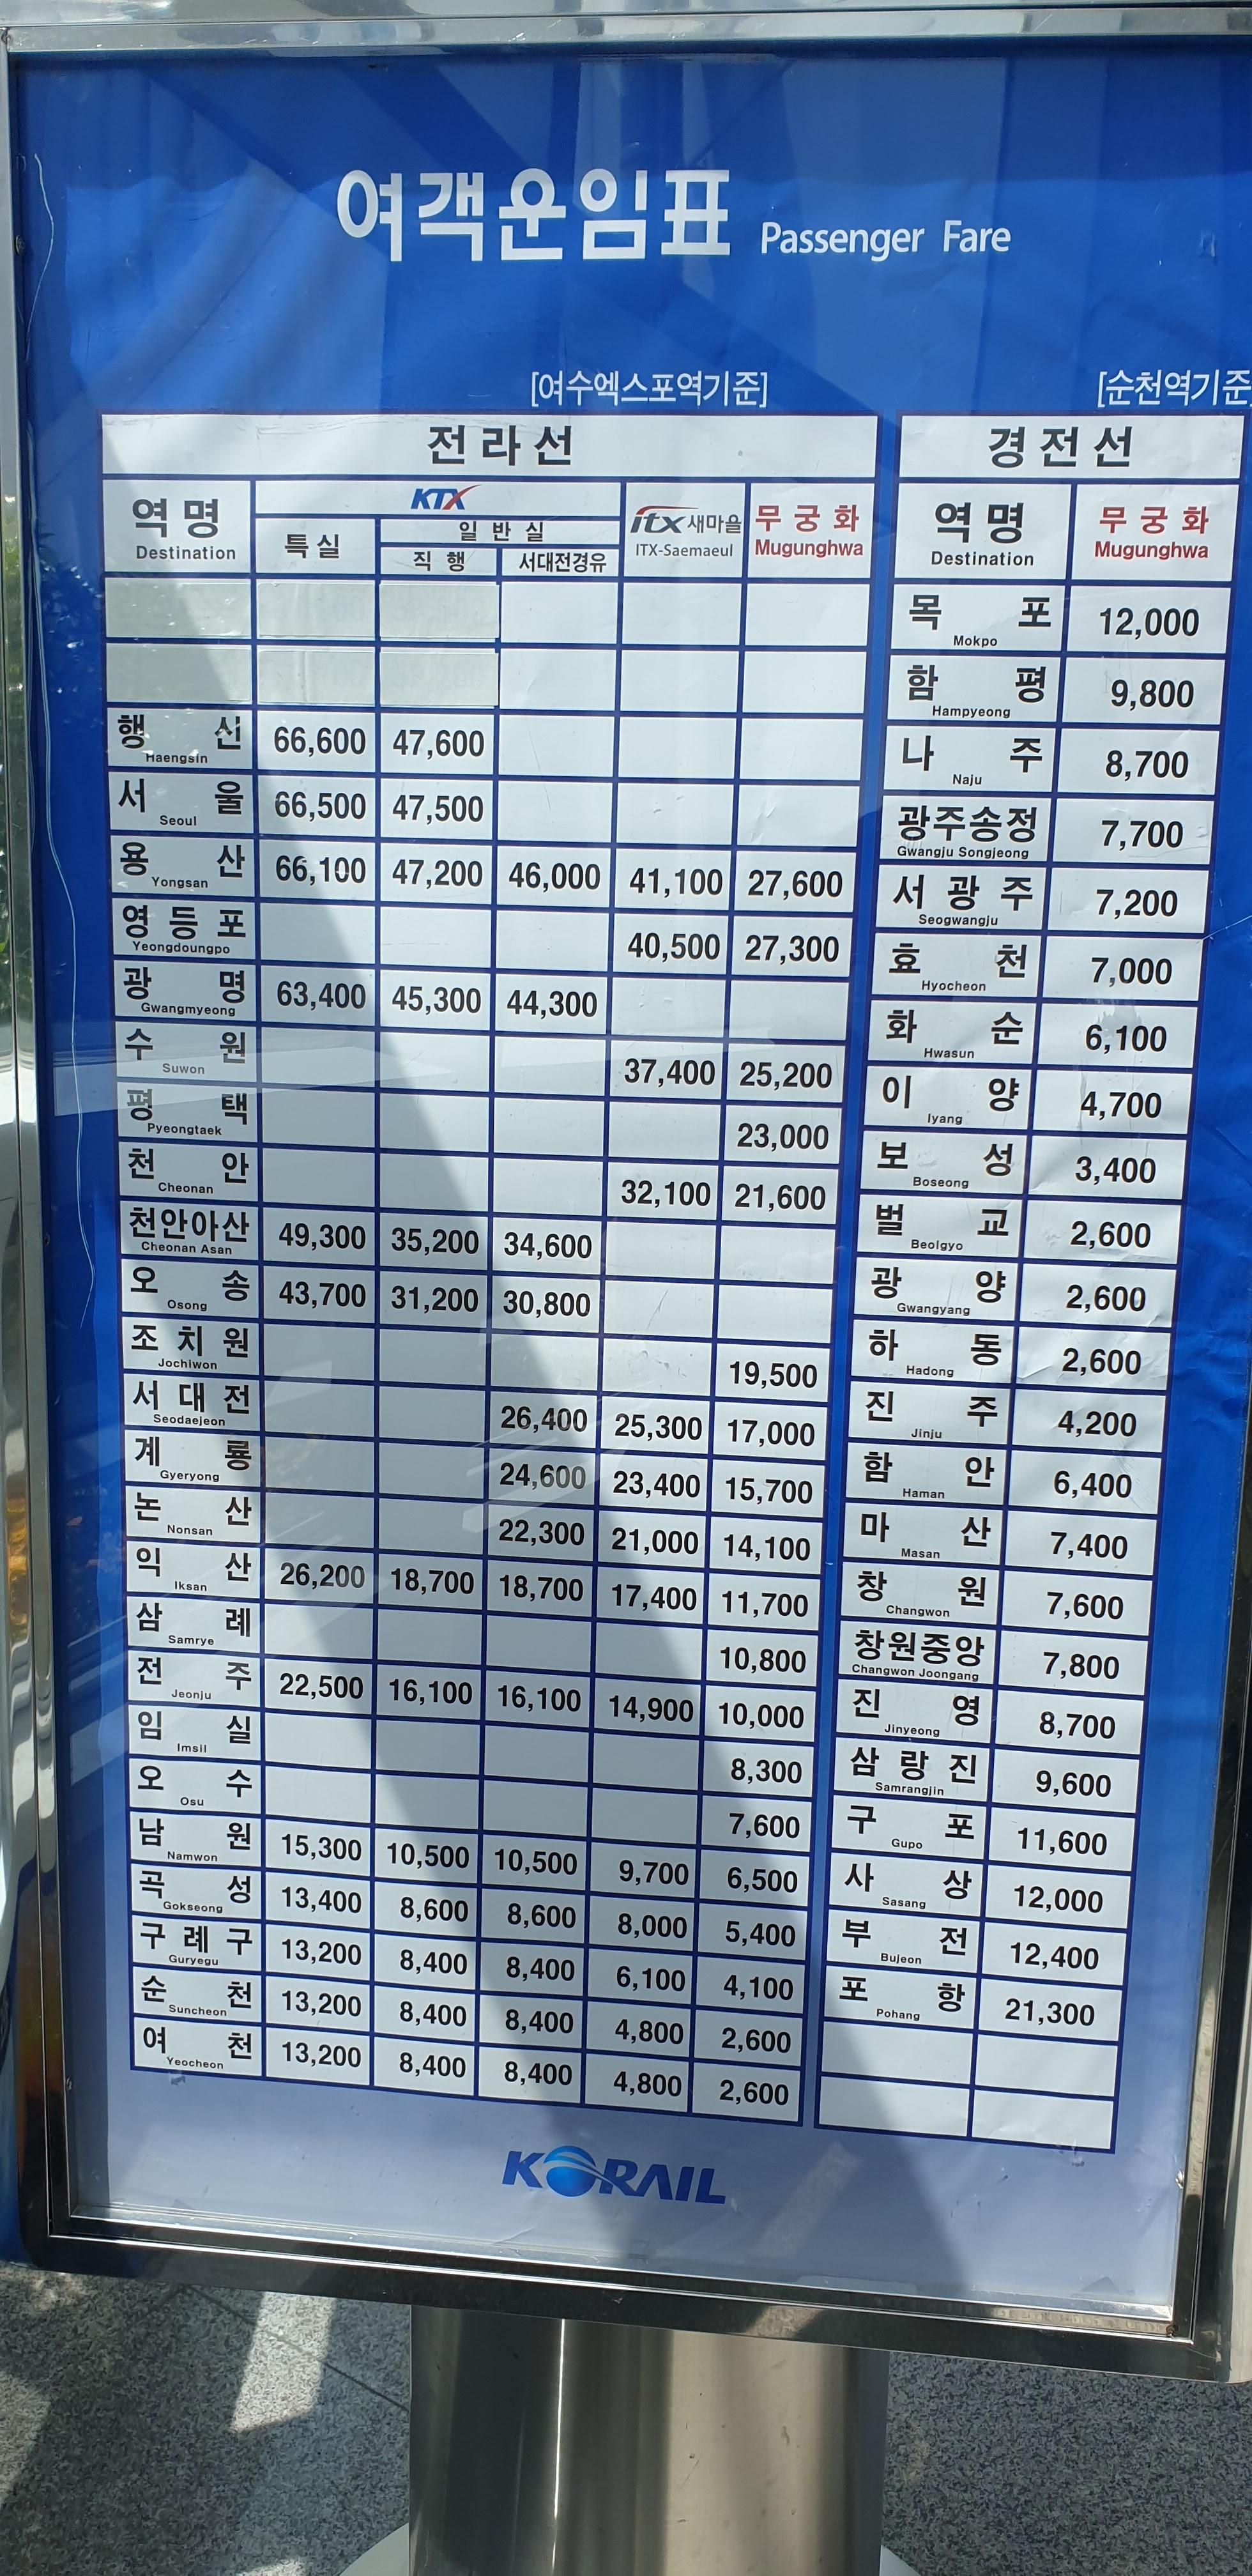 여객운임표 Passenger Fare
[여수엑스포역기준]
전라선
역명 Destination
KTX
특실
일반실
직행
서대전경유
itx 새마을 ITX-Saemaeul
무궁화 Mugunghwa
행신 Haengsin 66,600 47,600
서울 Seoul 66,500 47,500
용산 Yongsan 66,100 47,200 46,000 41,100 27,600
영등포 Yeongdoungpo 40,500 27,300
광명 Gwangmyeong 63,400 45,300 44,300
수원 Suwon 37,400 25,200
평택 Pyeongtaek 23,000
천안 Cheonan 32,100 21,600
천안아산 Cheonan Asan 49,300 35,200 34,600
오송 Osong 43,700 31,200 30,800
조치원 Jochiwon 19,500
서대전 Seodaejeon 26,400 25,300 17,000
계룡 Gyeryong 24,600 23,400 15,700
논산 Nonsan 22,300 21,000 14,100
익산 Iksan 26,200 18,700 18,700 17,400 11,700
삼례 Samrye 10,800
전주 Jeonju 22,500 16,100 16,100 14,900 10,000
임실 Imsil 8,300
오수 Osu 7,600
남원 Namwon 15,300 10,500 10,500 9,700 6,500
곡성 Gokseong 13,400 8,600 8,600 8,000 5,400
구례구 Guryegu 13,200 8,400 8,400 6,100 4,100
순천 Suncheon 13,200 8,400 8,400 4,800 2,600
여천 Yeocheon 13,200 8,400 8,400 4,800 2,600
[순천역기준]
경전선
역명 Destination
무궁화 Mugunghwa
목포 Mokpo 12,000
함평 Hampyeong 9,800
나주 Naju 8,700
광주송정 Gwangju Songjeong 7,700
서광주 Seogwangju 7,200
효천 Hyocheon 7,000
화순 Hwasun 6,100
이양 Iyang 4,700
보성 Boseong 3,400
벌교 Beolgyo 2,600
광양 Gwangyang 2,600
하동 Hadong 2,600
진주 Jinju 4,200
함안 Haman 6,400
마산 Masan 7,400
창원 Changwon 7,600
창원중앙 Changwon Joongang 7,800
진영 Jinyeong 8,700
삼랑진 Samrangjin 9,600
구포 Gupo 11,600
사상 Sasang 12,000
부전 Bujeon 12,400
포항 Pohang 21,300
KORAIL